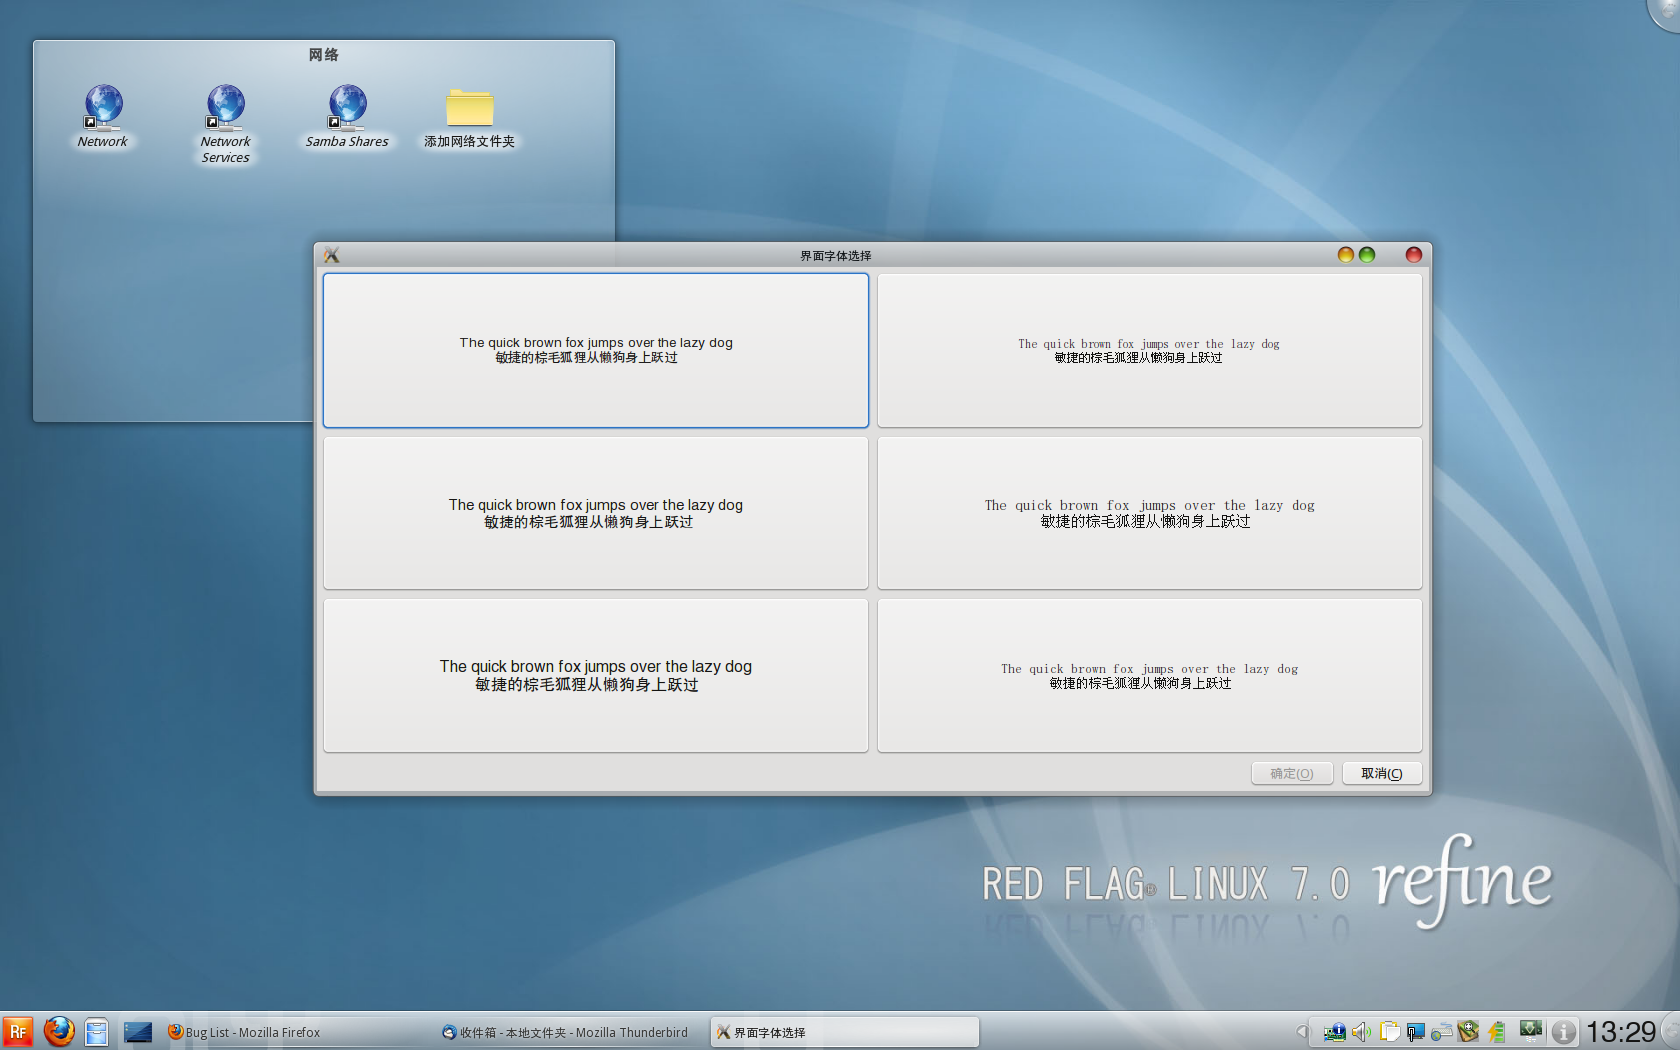 网络
Network
Network
Services
Samba Shares
添加网络文件夹
界面字体选择
The quick brown fox jumps over the lazy dog
敏捷的棕毛狐狸从懒狗身上跃过
The quick brown fox jumps over the lazy dog
敏捷的棕毛狐狸从懒狗身上跃过
The quick brown fox jumps over the lazy dog
敏捷的棕毛狐狸从懒狗身上跃过
The quick brown fox jumps over the lazy dog
敏捷的棕毛狐狸从懒狗身上跃过
The quick brown fox jumps over the lazy dog
敏捷的棕毛狐狸从懒狗身上跃过
The quick brown fox jumps over the lazy dog
敏捷的棕毛狐狸从懒狗身上跃过
确定(O)
取消(C)
RED FLAG® LINUX 7.0 refine
RF
Bug List - Mozilla Firefox
收件箱 - 本地文件夹 - Mozilla Thunderbird
界面字体选择
13:29